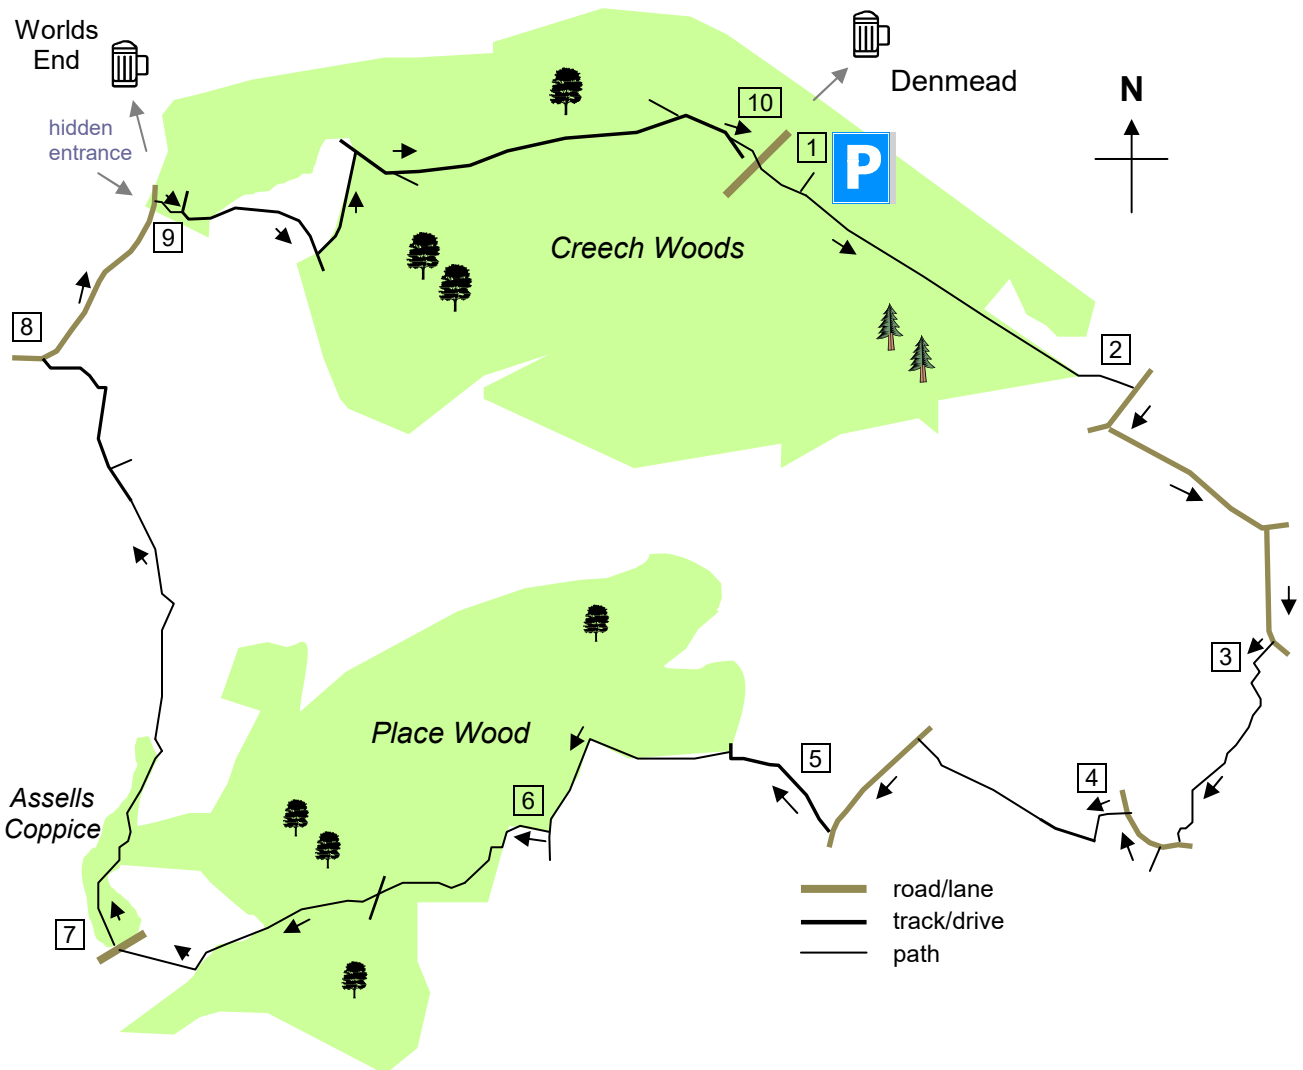 Worlds
End
Denmead
N
hidden
entrance
10
1
P
9
Creech Woods
8
2
3
Place Wood
5
4
6
Assells
Coppice
7
road/lane
track/drive
path